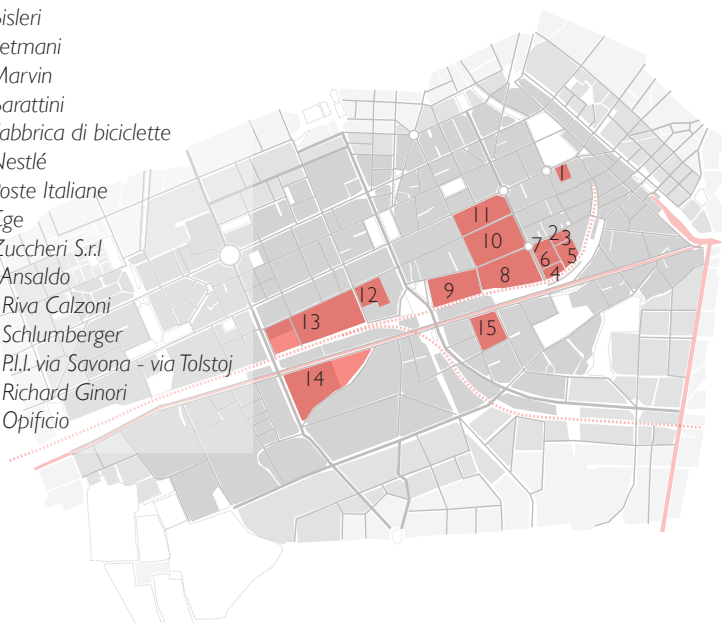 isleri
etmani
Marvin
arattini
abbrica di biciclette
Nestlé
oste Italiane
ge
Zuccheri S.r.l
Ansaldo
Riva Calzoni
Schlumberger
P.I.I. via Savona - via Tolstoj
Richard Ginori
Opificio
1
11
2
3
10
7
5
6
4
8
9
12
13
15
14